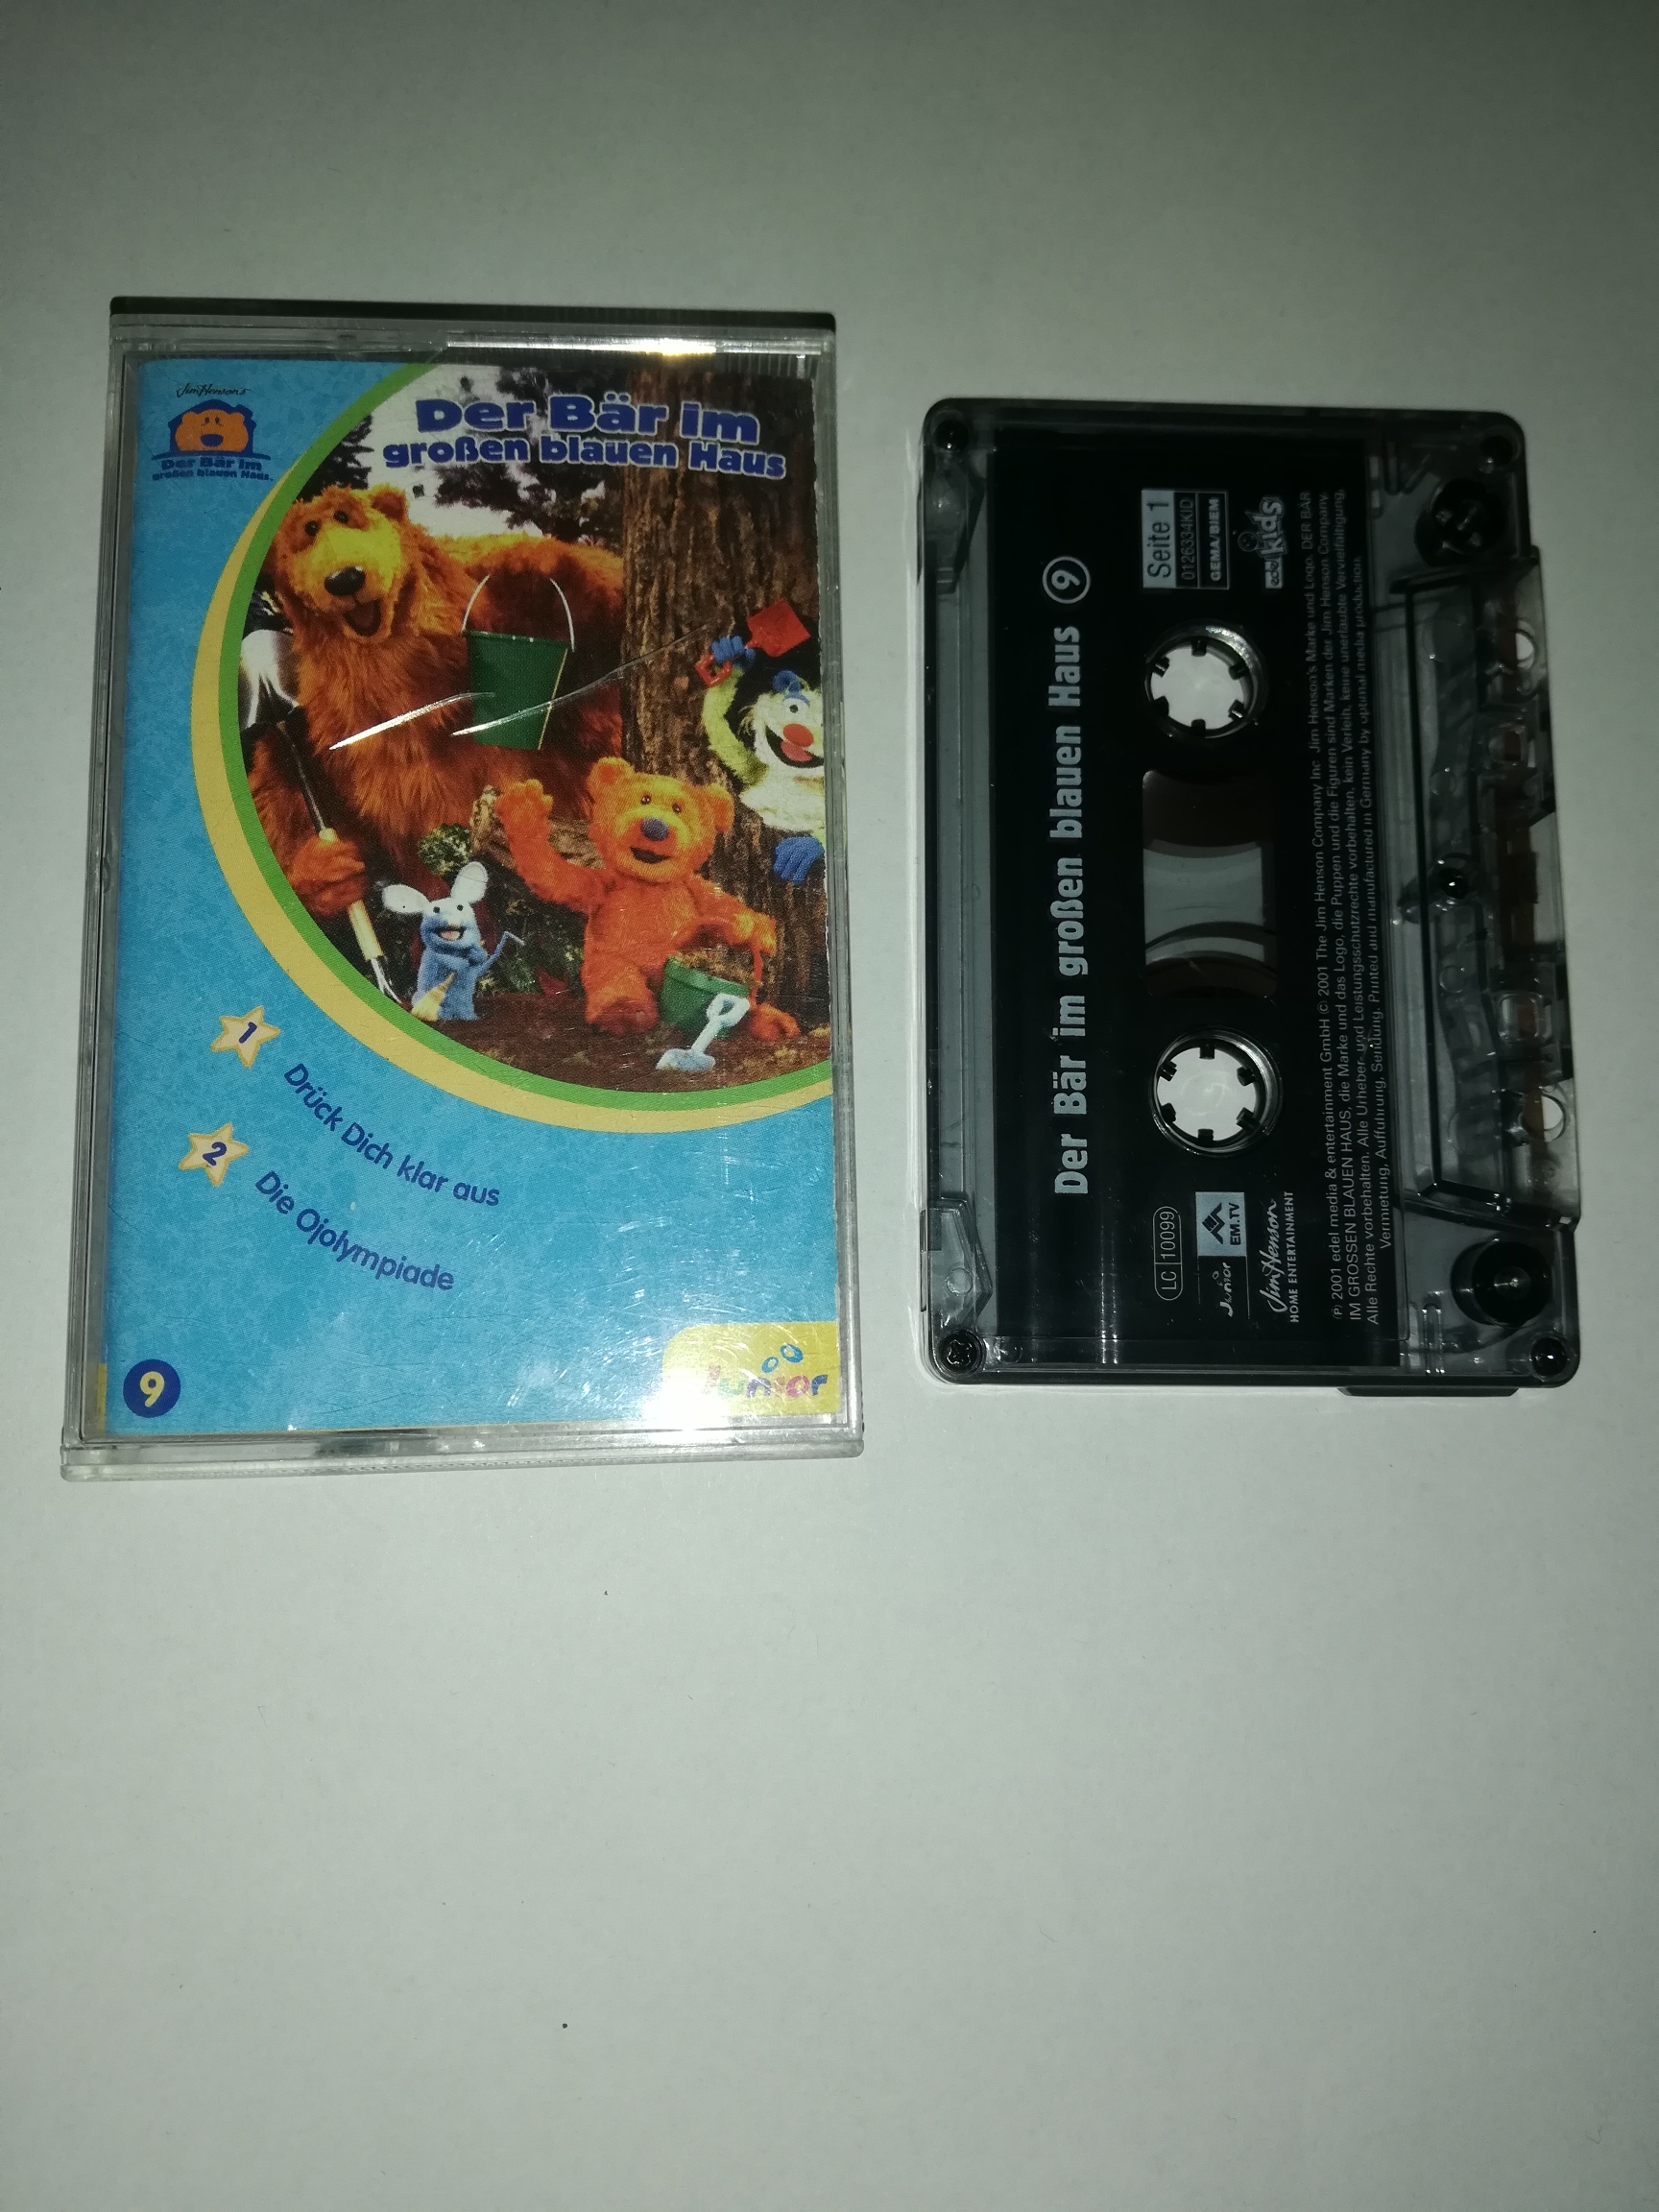 Jim Henson's
Der Bär im
großen blauen Haus.
Der Bär im
großen blauen Haus
1
Drück Dich klar aus
2
Die Ojolympiade
9
Junior
Der Bär im großen blauen Haus 9
Seite 1
0126334KID
GEMA/BIEM
edel kids
LC 10099
Junior
EM.TV
Jim Henson
HOME ENTERTAINMENT
(P) 2001 edel media & entertainment GmbH © 2001 The Jim Henson Company Inc. Jim Henson's Marke und Logo, DER BÄR
IM GROSSEN BLAUEN HAUS, die Marke und das Logo, die Puppen und die Figuren sind Marken der Jim Henson Company.
Alle Rechte vorbehalten. Alle Urheber- und Leistungsschutzrechte vorbehalten, kein Verleih, keine unerlaubte Vervielfältigung,
Vermietung, Aufführung, Sendung. Printed and manufactured in Germany by optimal media production.